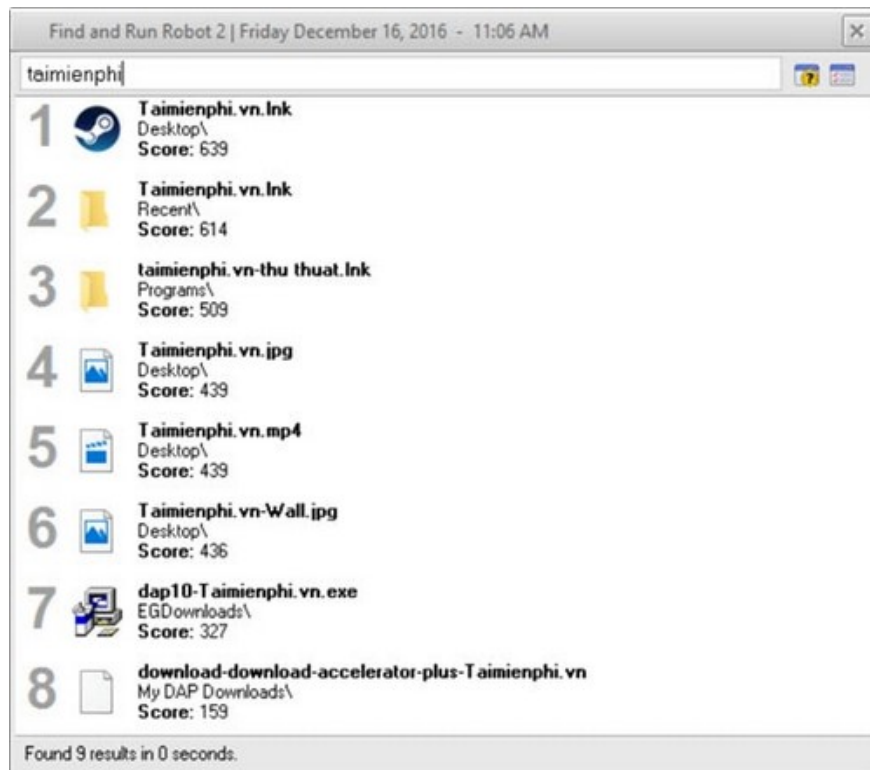 Find and Run Robot 2 | Friday December 16, 2016 - 11:06 AM
taimienphi
1
Taimienphi.vn.lnk
Desktop\
Score: 639
2
Taimienphi.vn.lnk
Recent\
Score: 614
3
taimienphi.vn-thu thuat.lnk
Programs\
Score: 509
4
Taimienphi.vn.jpg
Desktop\
Score: 439
5
Taimienphi.vn.mp4
Desktop\
Score: 439
6
Taimienphi.vn-Wall.jpg
Desktop\
Score: 436
7
dap10-Taimienphi.vn.exe
EGDownloads\
Score: 327
8
download-download-accelerator-plus-Taimienphi.vn
My DAP Downloads\
Score: 159
Found 9 results in 0 seconds.